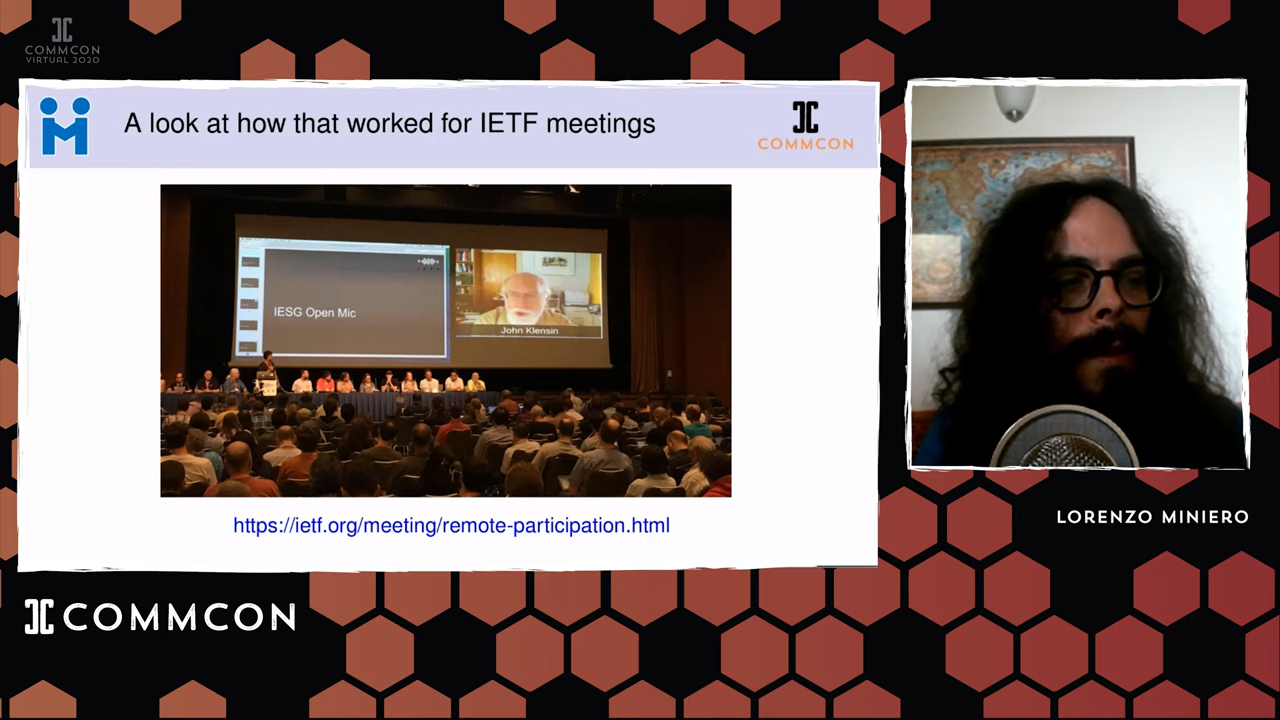 COMMCON
VIRTUAL 2020
A look at how that worked for IETF meetings
COMMCON
IESG Open Mic
John Klensin
https://ietf.org/meeting/remote-participation.html
LORENZO MINIERO
COMMCON